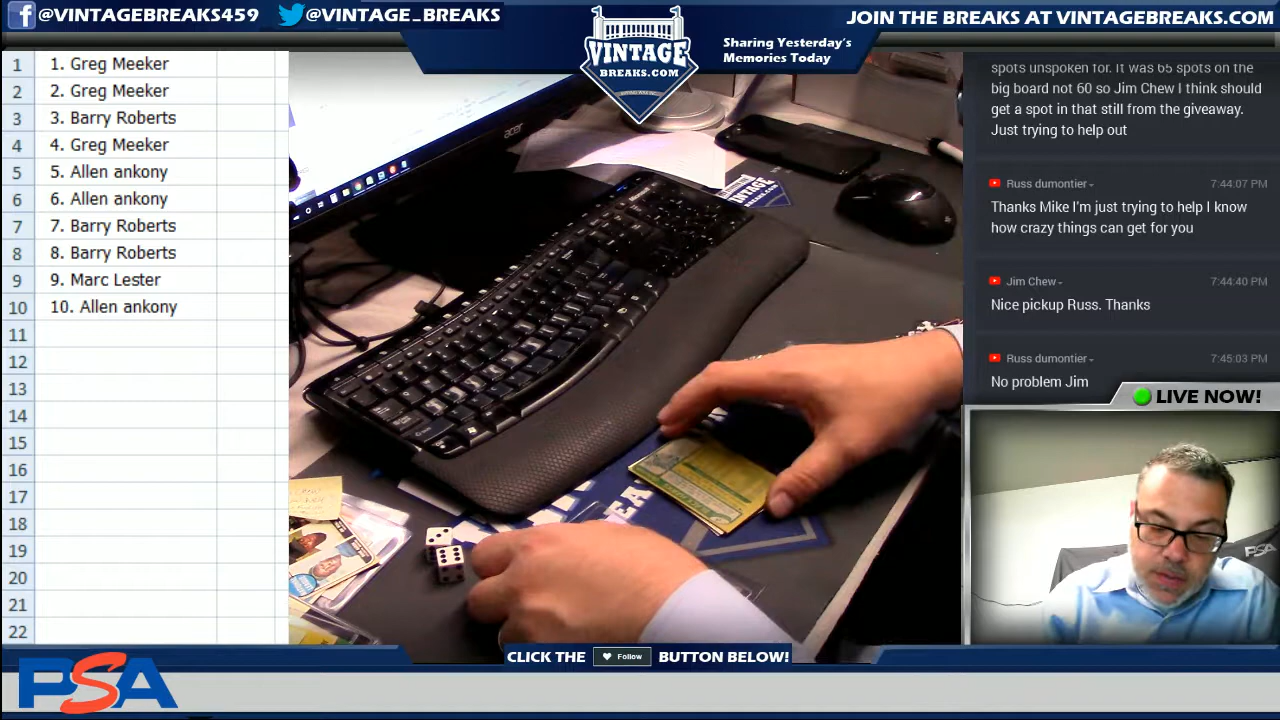 @VINTAGEBREAKS459
@VINTAGE_BREAKS
VINTAGE
BREAKS.COM
Sharing Yesterday's
Memories Today
JOIN THE BREAKS AT VINTAGEBREAKS.COM
1 1. Greg Meeker
2 2. Greg Meeker
3 3. Barry Roberts
4 4. Greg Meeker
5 5. Allen ankony
6 6. Allen ankony
7 7. Barry Roberts
8 8. Barry Roberts
9 9. Marc Lester
10 10. Allen ankony
11
12
13
14
15
16
17
18
19
20
21
22
acer
VINTAGE
spots unspoken for. It was 65 spots on the
big board not 60 so Jim Chew I think should
get a spot in that still from the giveaway.
Just trying to help out
Russ dumontier 7:44:07 PM
Thanks Mike I'm just trying to help I know
how crazy things can get for you
Jim Chew 7:44:40 PM
Nice pickup Russ. Thanks
Russ dumontier 7:45:03 PM
No problem Jim
LIVE NOW!
PSA
CLICK THE Follow BUTTON BELOW!
PSA